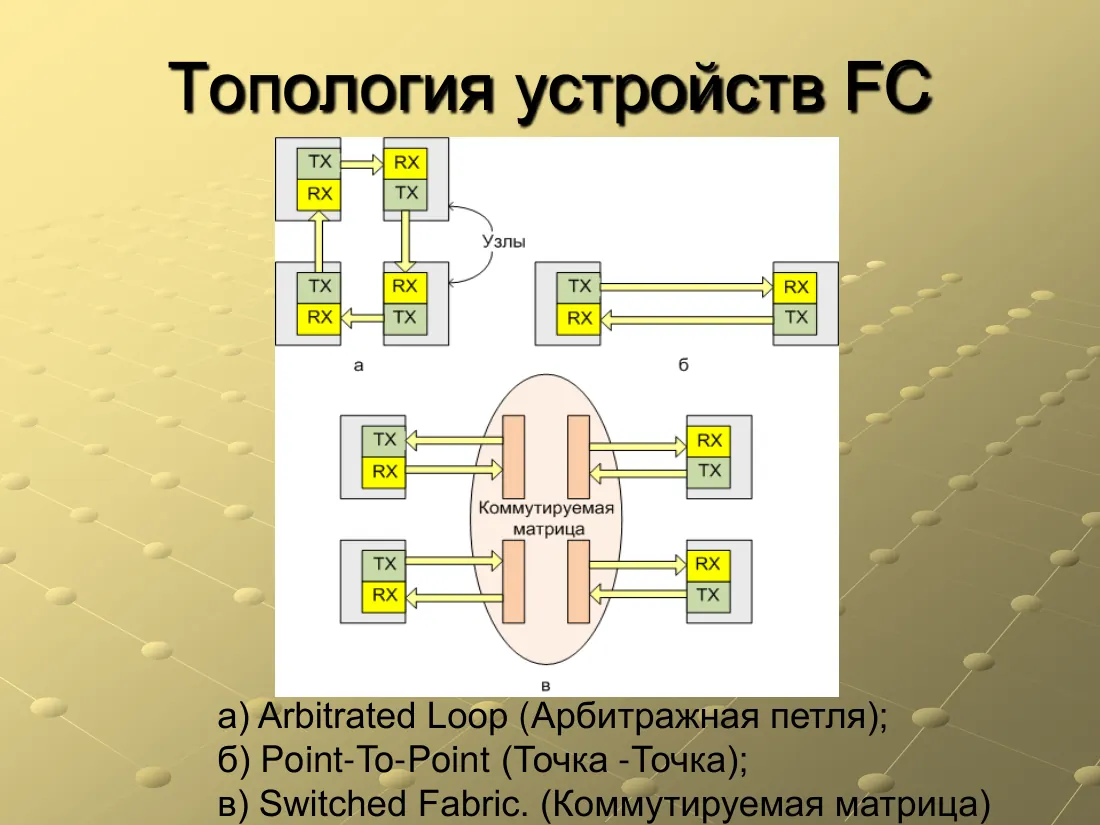 Топология устройств FC
TX
RX
RX
TX
Узлы
TX
RX
RX
TX
а
TX
RX
RX
TX
б
TX
RX
RX
TX
Коммутируемая
матрица
TX
RX
RX
TX
в
а) Arbitrated Loop (Арбитражная петля);
б) Point-To-Point (Точка -Точка);
в) Switched Fabric. (Коммутируемая матрица)